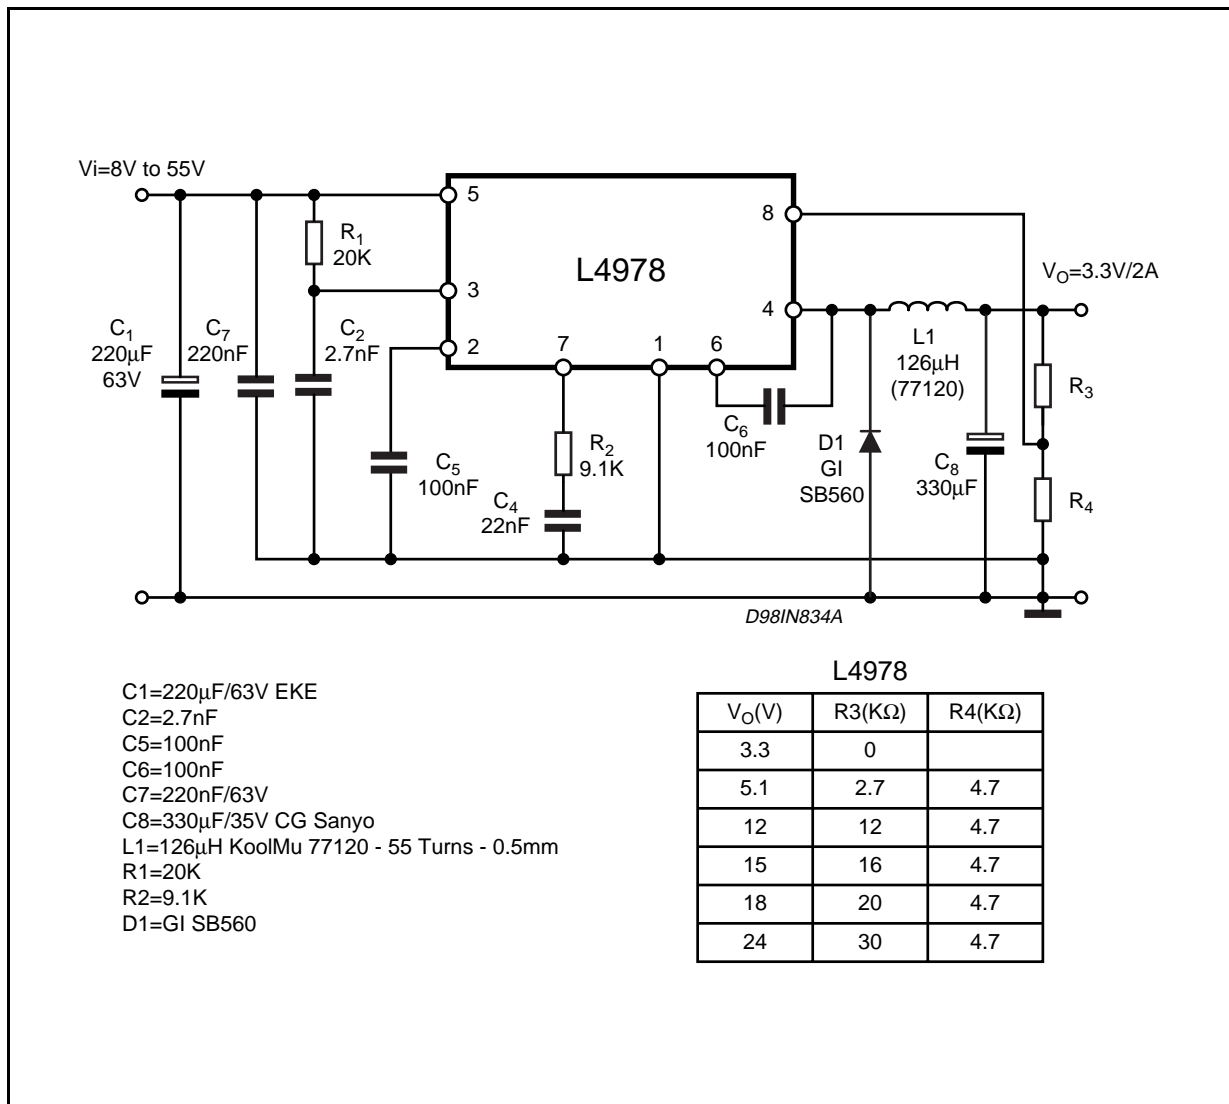 Vi=8V to 55V
5
8
R1
20K
L4978
VO=3.3V/2A
3
4
C1
220μF
63V
C7
220nF
C2
2.7nF
2
7
1
6
L1
126μH
(77120)
R3
C6
100nF
R2
9.1K
D1
GI
SB560
C5
100nF
C8
330μF
C4
22nF
R4
D98IN834A
C1=220μF/63V EKE
C2=2.7nF
C5=100nF
C6=100nF
C7=220nF/63V
C8=330μF/35V CG Sanyo
L1=126μH KoolMu 77120 - 55 Turns - 0.5mm
R1=20K
R2=9.1K
D1=GI SB560
L4978
VO(V) R3(KΩ) R4(KΩ)
3.3 0
5.1 2.7 4.7
12 12 4.7
15 16 4.7
18 20 4.7
24 30 4.7